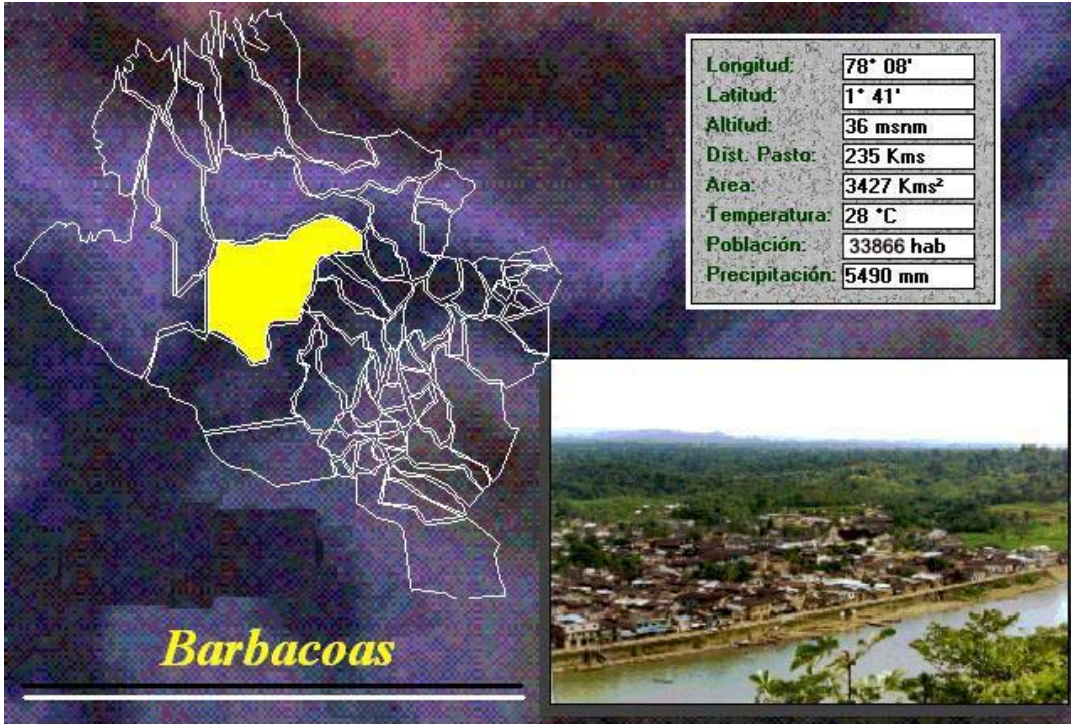 Longitud: 78° 08'
Latitud: 1° 41'
Altitud: 36 msnm
Dist. Pasto: 235 Kms
Area: 3427 Kms²
Temperatura: 28 °C
Población: 33866 hab
Precipitación: 5490 mm
Barbacoas